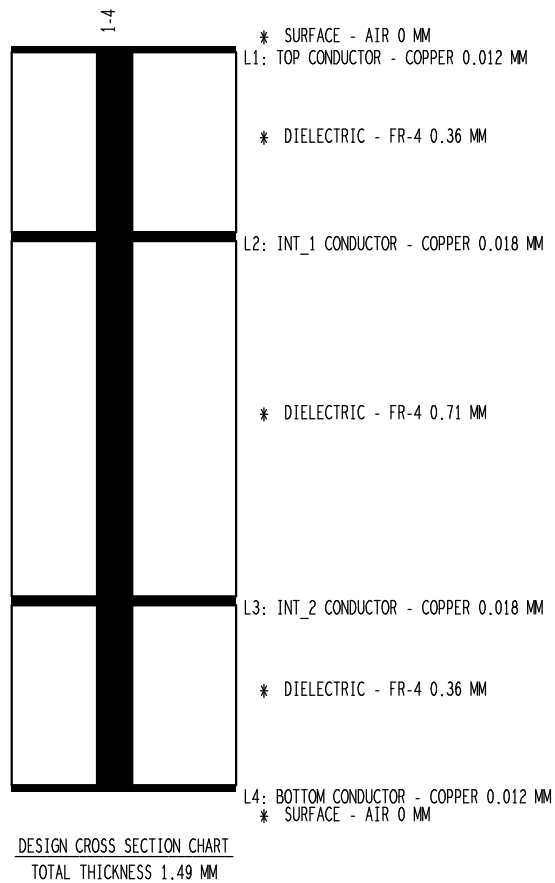 1-4
* SURFACE - AIR 0 MM
L1: TOP CONDUCTOR - COPPER 0.012 MM
* DIELECTRIC - FR-4 0.36 MM
L2: INT_1 CONDUCTOR - COPPER 0.018 MM
* DIELECTRIC - FR-4 0.71 MM
L3: INT_2 CONDUCTOR - COPPER 0.018 MM
* DIELECTRIC - FR-4 0.36 MM
L4: BOTTOM CONDUCTOR - COPPER 0.012 MM
* SURFACE - AIR 0 MM
DESIGN CROSS SECTION CHART
TOTAL THICKNESS 1.49 MM